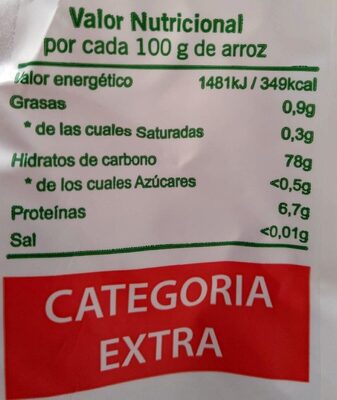 Valor Nutricional
por cada 100 g de arroz
Valor energético 1481kJ / 349kcal
Grasas 0,9g
* de las cuales Saturadas 0,3g
Hidratos de carbono 78g
* de los cuales Azúcares <0,5g
Proteínas 6,7g
Sal <0,01g
CATEGORIA
EXTRA